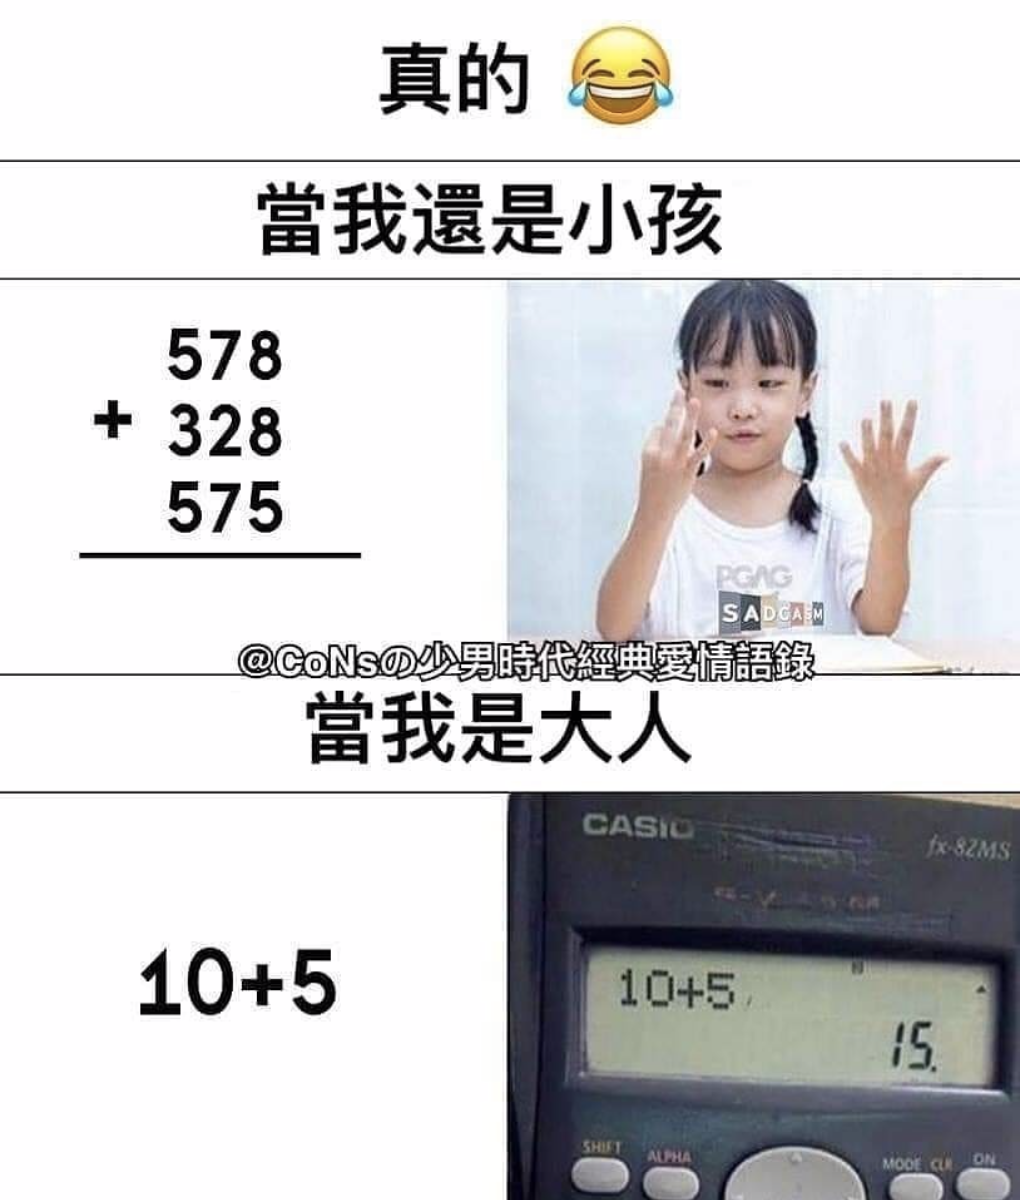 真的 😂
當我還是小孩
578
+ 328
575
PGAG
SADCASM
@CoNsの少男時代經典愛情語錄
當我是大人
10+5
CASIO
fx-82MS
10+5
15.
SHIFT
ALPHA
MODE CLR
ON